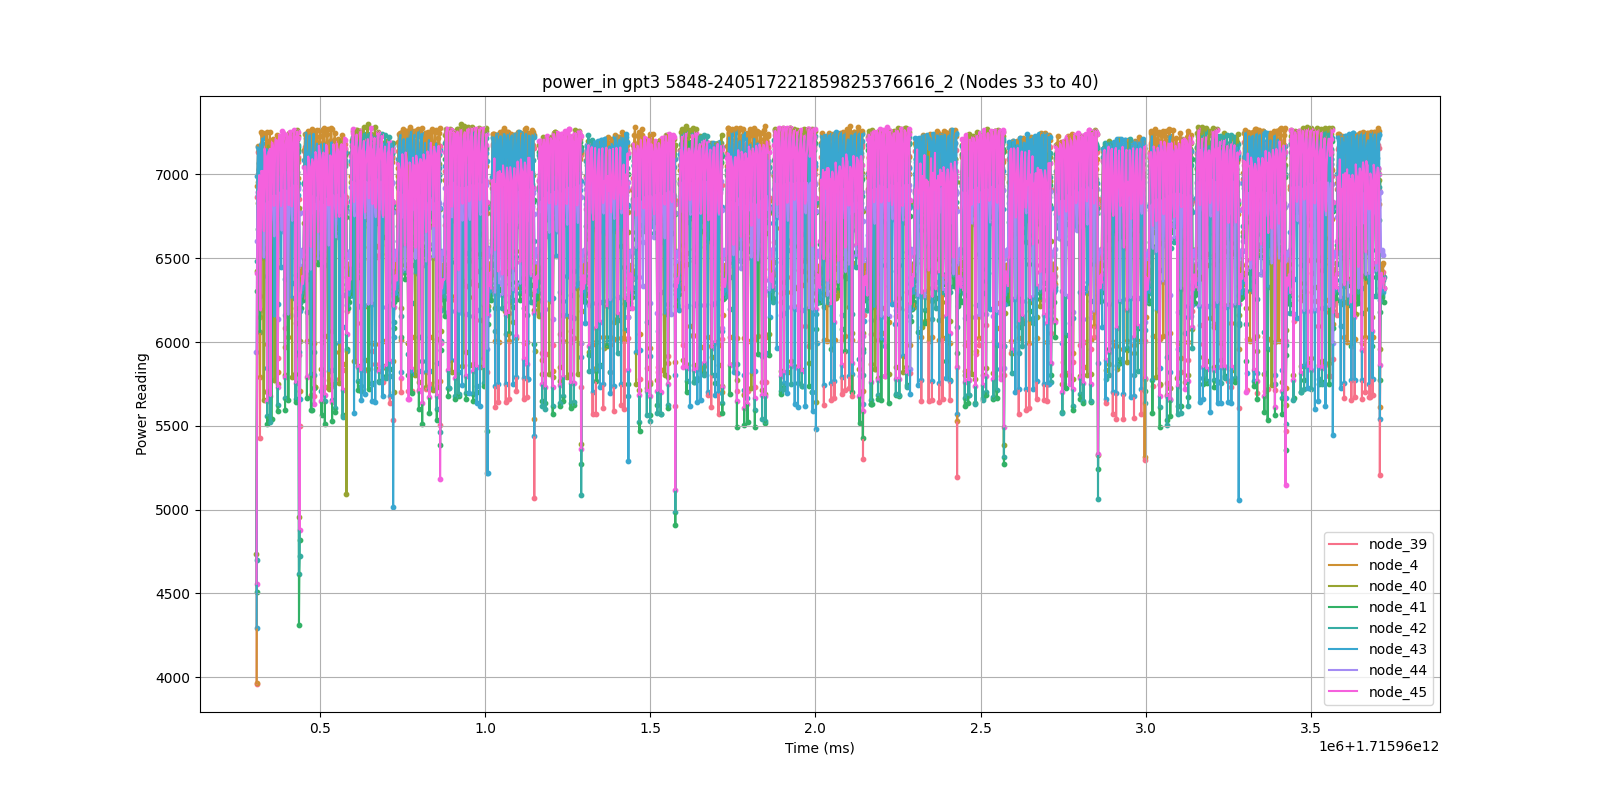 power_in gpt3 5848-240517221859825376616_2 (Nodes 33 to 40)
Power Reading
7000
6500
6000
5500
5000
4500
4000
node_39
node_4
node_40
node_41
node_42
node_43
node_44
node_45
0.5 1.0 1.5 2.0 2.5 3.0 3.5
Time (ms)
1e6+1.71596e12